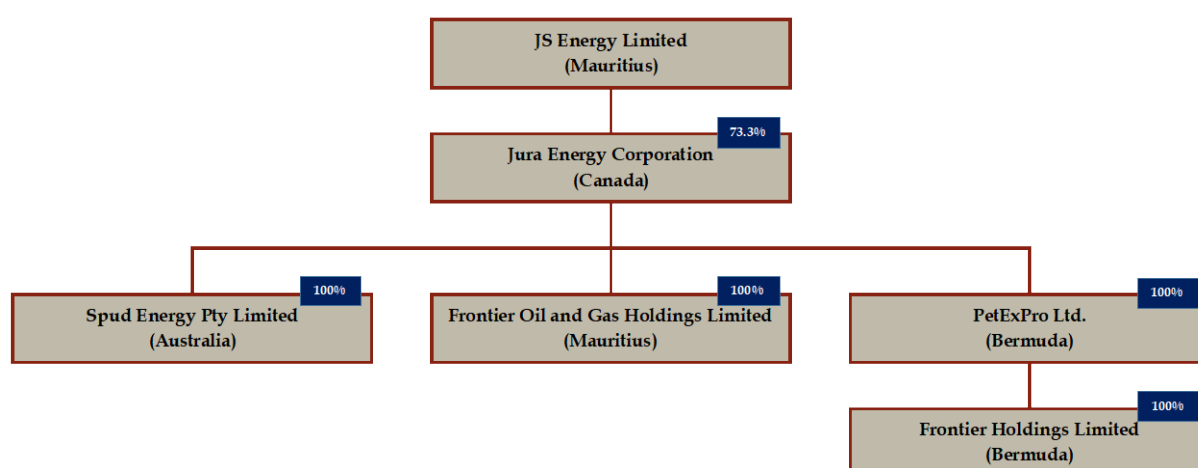 JS Energy Limited
(Mauritius)
73.3%
Jura Energy Corporation
(Canada)
100%
Spud Energy Pty Limited
(Australia)
100%
Frontier Oil and Gas Holdings Limited
(Mauritius)
100%
PetExPro Ltd.
(Bermuda)
100%
Frontier Holdings Limited
(Bermuda)